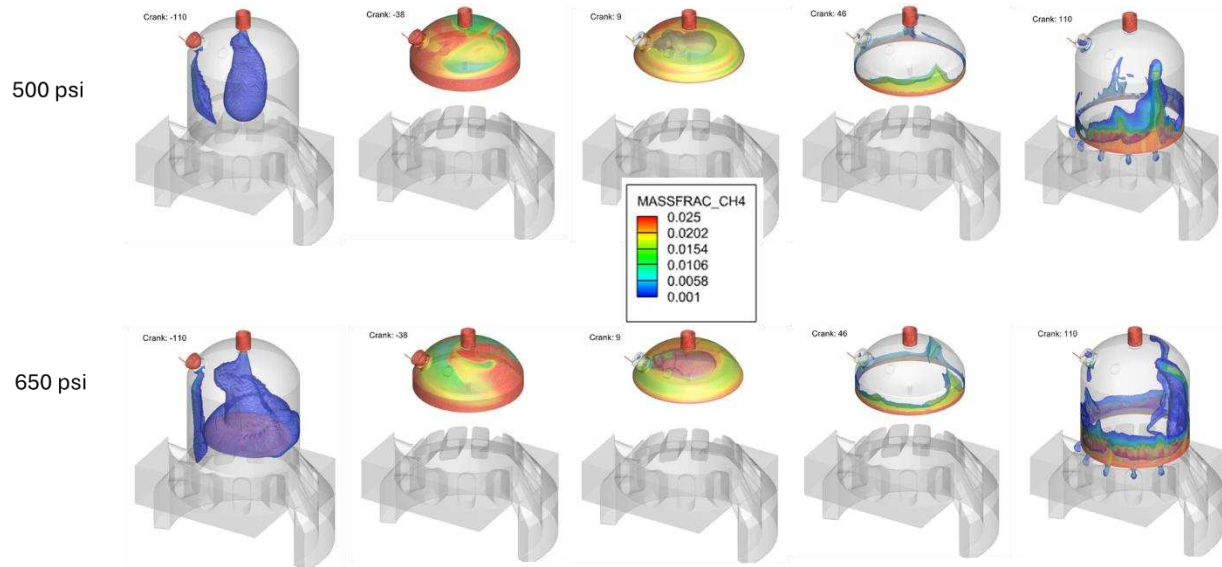 Crank: -110
Crank: -38
Crank: 9
Crank: 46
Crank: 110
500 psi
MASSFRAC_CH4
0.025
0.0202
0.0154
0.0106
0.0058
0.001
Crank: -110
Crank: -38
Crank: 9
Crank: 46
Crank: 110
650 psi